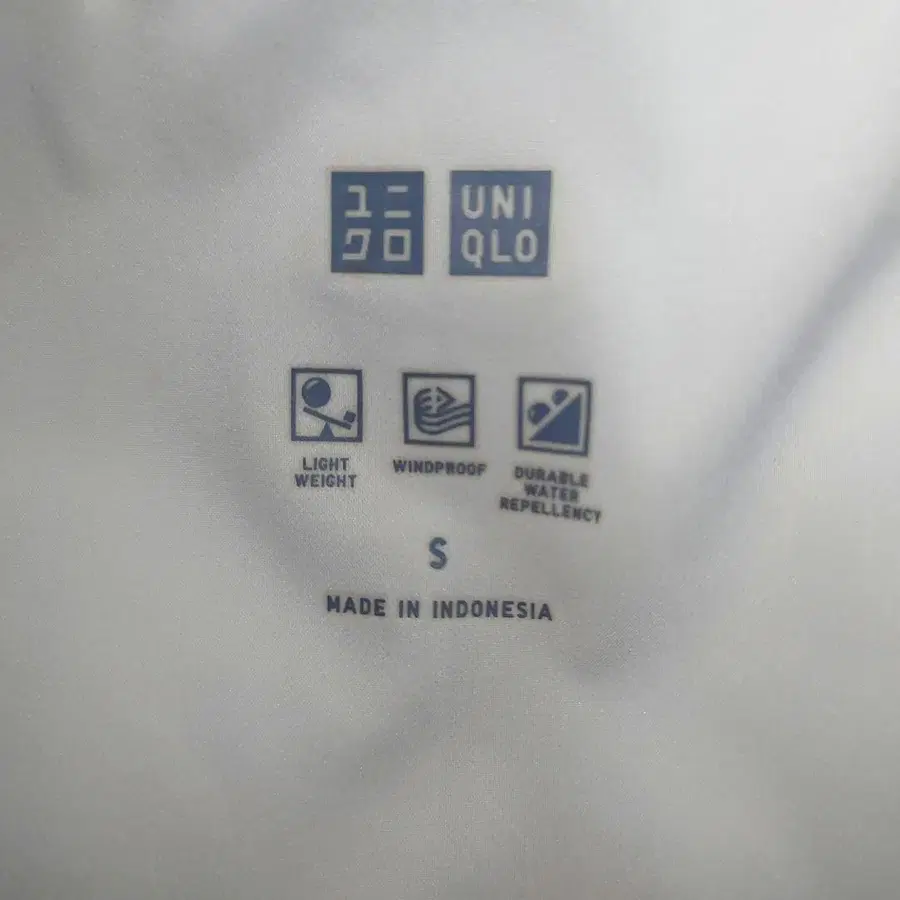 ユニ
クロ
UNI
QLO
LIGHT
WEIGHT
WINDPROOF
DURABLE
WATER
REPELLENCY
S
MADE IN INDONESIA